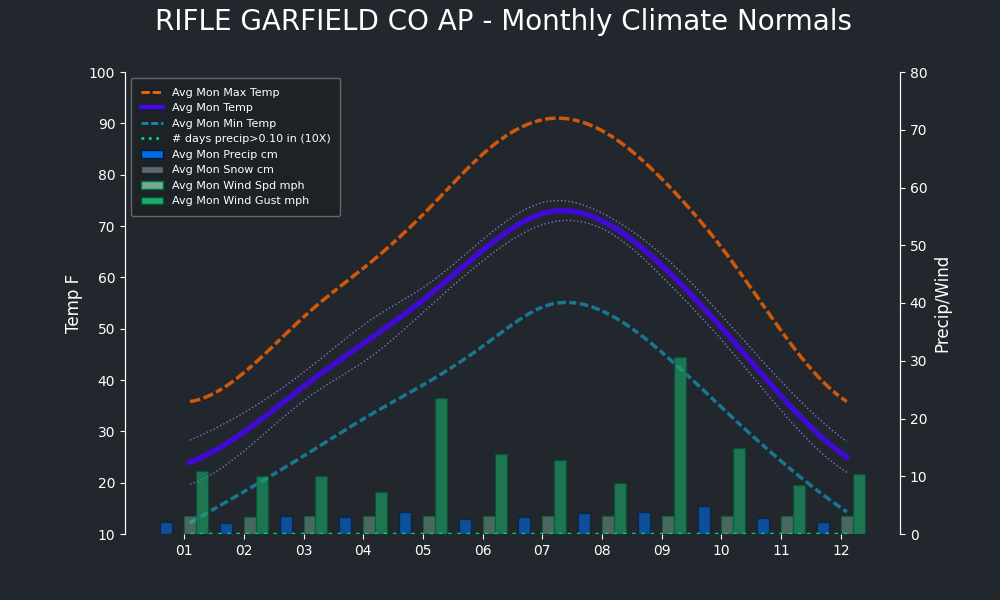 RIFLE GARFIELD CO AP - Monthly Climate Normals
Avg Mon Max Temp
Avg Mon Temp
Avg Mon Min Temp
# days precip>0.10 in (10X)
Avg Mon Precip cm
Avg Mon Snow cm
Avg Mon Wind Spd mph
Avg Mon Wind Gust mph
Temp F
100
90
80
70
60
50
40
30
20
10
Precip/Wind
80
70
60
50
40
30
20
10
0
01 02 03 04 05 06 07 08 09 10 11 12